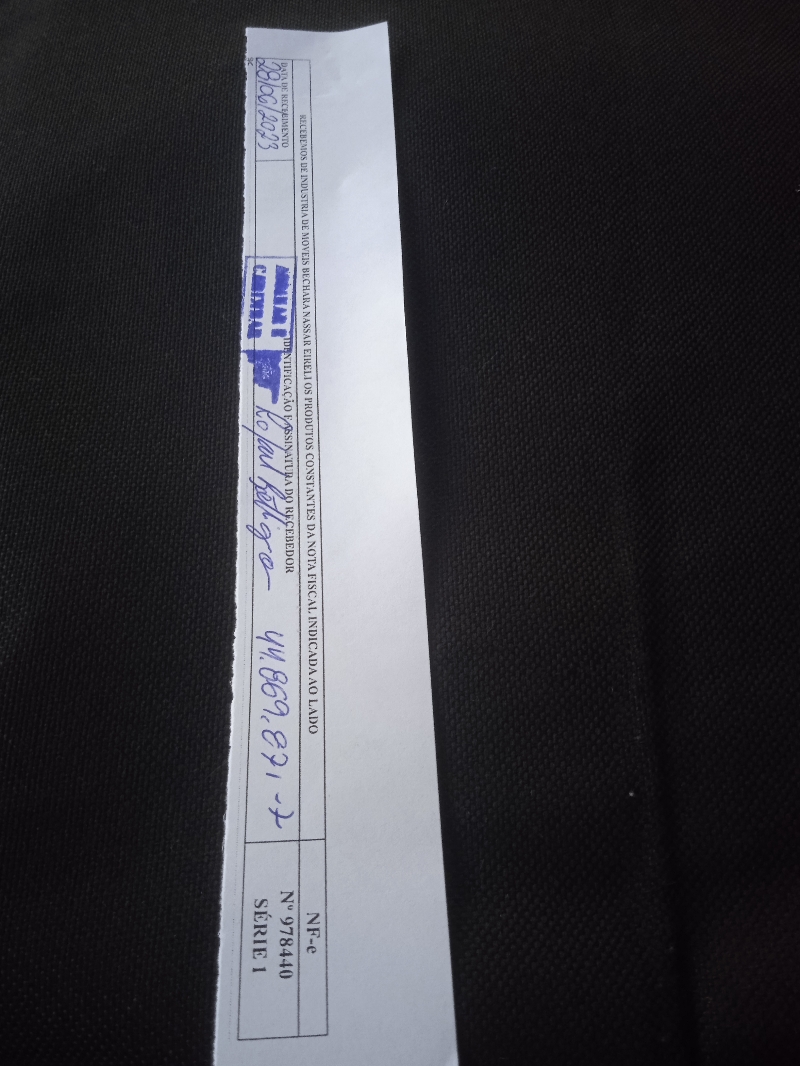 RECEBEMOS DE INDUSTRIA DE MOVEIS BECHARA NASSAR EIRELI OS PRODUTOS CONSTANTES DA NOTA FISCAL INDICADA AO LADO
DATA DE RECEBIMENTO
28/06/2023
IDENTIFICAÇÃO E ASSINATURA DO RECEBEDOR
44.869.871-7
NF-e
Nº 978440
SÉRIE 1